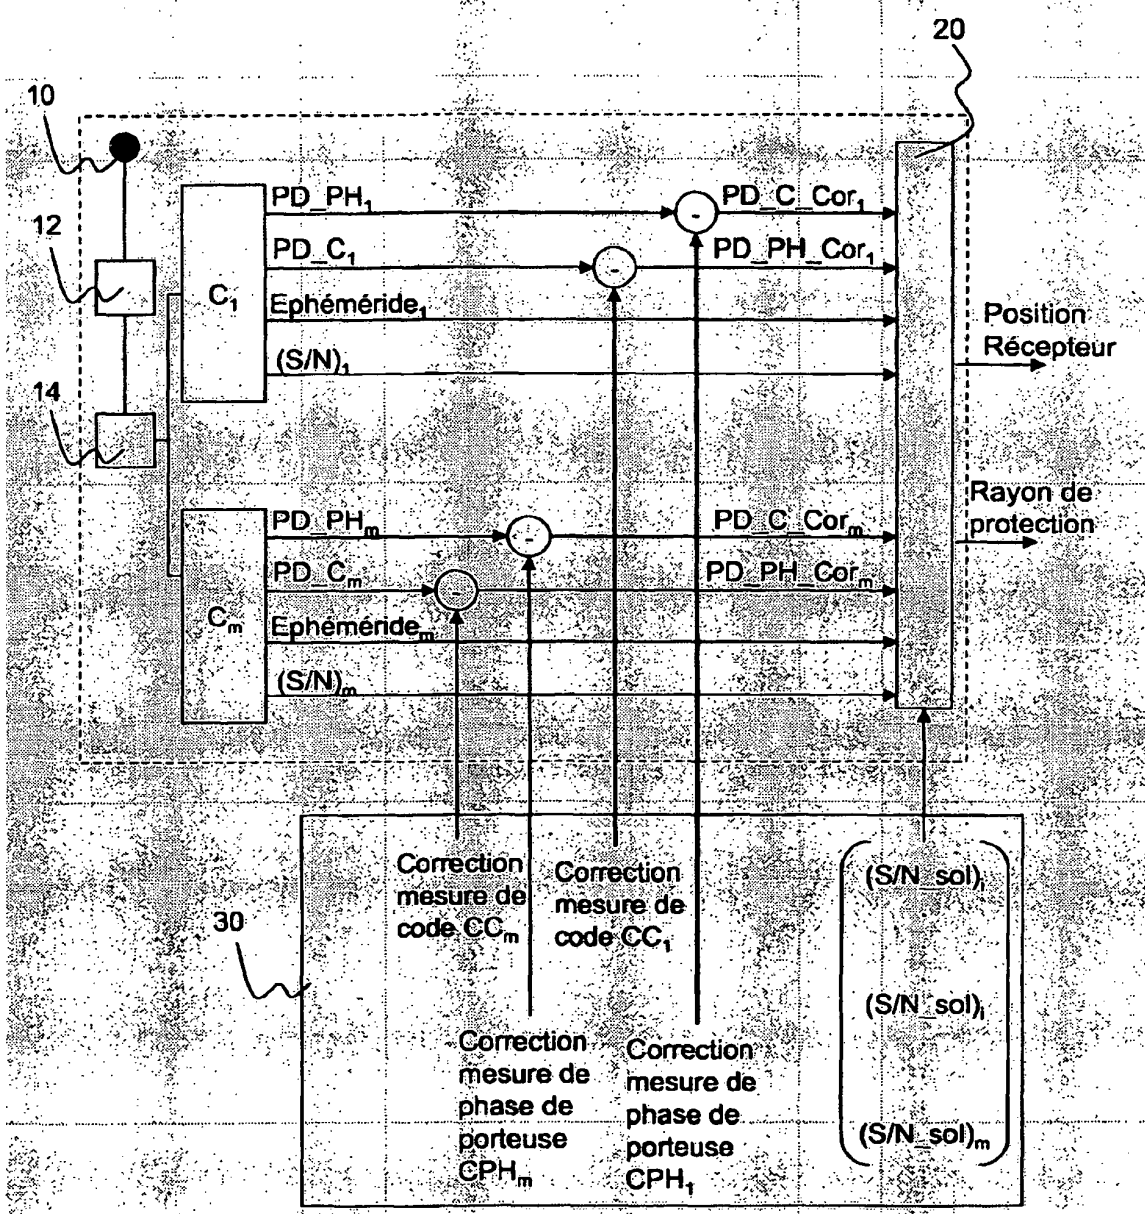 20
10
PD_PH₁
PD_C_Cor₁
12
PD_C₁
PD_PH_Cor₁
C₁
Ephéméride₁
Position
Récepteur
(S/N)₁
14
PD_PHₘ
PD_C_Corₘ
Rayon de
protection
PD_Cₘ
PD_PH_Corₘ
Cₘ
Ephémérideₘ
(S/N)ₘ
Correction
mesure de
code CCₘ
Correction
mesure de
code CC₁
(S/N_sol)ᵢ
30
(S/N_sol)ᵢ
Correction
mesure de
phase de
porteuse
CPHₘ
Correction
mesure de
phase de
porteuse
CPH₁
(S/N_sol)ₘ